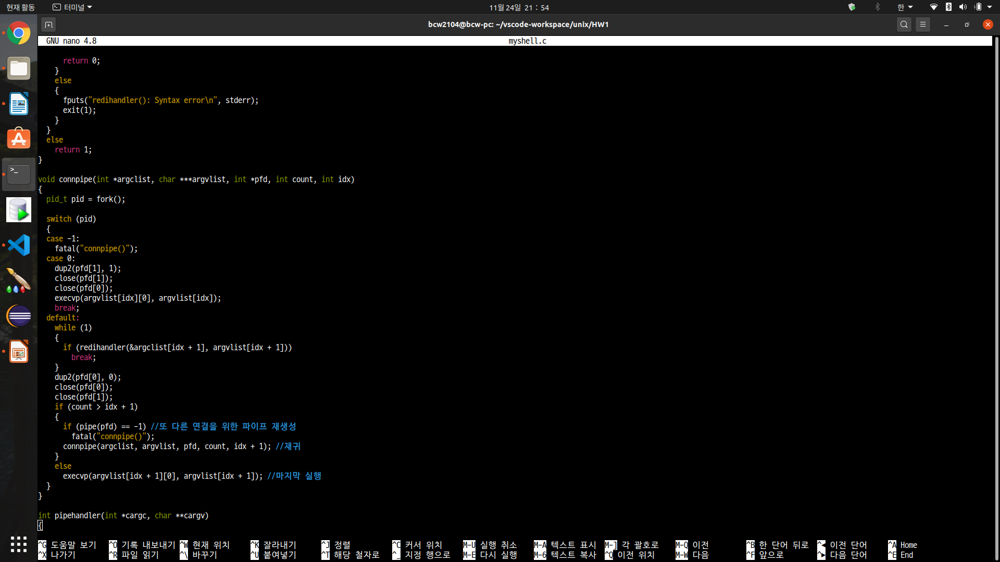 현재 활동
터미널
11월 24일 21 : 54
한
bcw2104@bcw-pc: ~/vscode-workspace/unix/HW1
GNU nano 4.8
myshell.c
return 0;
}
else
{
fputs("redihandler(): Syntax error\n", stderr);
exit(1);
}
}
else
return 1;
}
void connpipe(int *argclist, char ***argvlist, int *pfd, int count, int idx)
{
pid_t pid = fork();
switch (pid)
{
case -1:
fatal("connpipe()");
case 0:
dup2(pfd[1], 1);
close(pfd[1]);
close(pfd[0]);
execvp(argvlist[idx][0], argvlist[idx]);
break;
default:
while (1)
{
if (redihandler(&argclist[idx + 1], argvlist[idx + 1]))
break;
}
dup2(pfd[0], 0);
close(pfd[0]);
close(pfd[1]);
if (count > idx + 1)
{
if (pipe(pfd) == -1) //또 다른 연결을 위한 파이프 재생성
fatal("connpipe()");
connpipe(argclist, argvlist, pfd, count, idx + 1); //재귀
}
else
execvp(argvlist[idx + 1][0], argvlist[idx + 1]); //마지막 실행
}
}
int pipehandler(int *cargc, char **cargv)
{
^G 도움말 보기 ^O 기록 내보내기 ^W 현재 위치 ^K 잘라내기 ^J 정렬 ^C 커서 위치 M-U 실행 취소 M-A 텍스트 표시 M-] 각 괄호로 M-Q 이전 ^B 한 단어 뒤로 ^◂ 이전 단어 ^A Home
^X 나가기 ^R 파일 읽기 ^\ 바꾸기 ^U 붙여넣기 ^T 해당 철자로 ^_ 지정 행으로 M-E 다시 실행 M-6 텍스트 복사 ^Q 이전 위치 M-W 다음 ^F 앞으로 ^▸ 다음 단어 ^E End